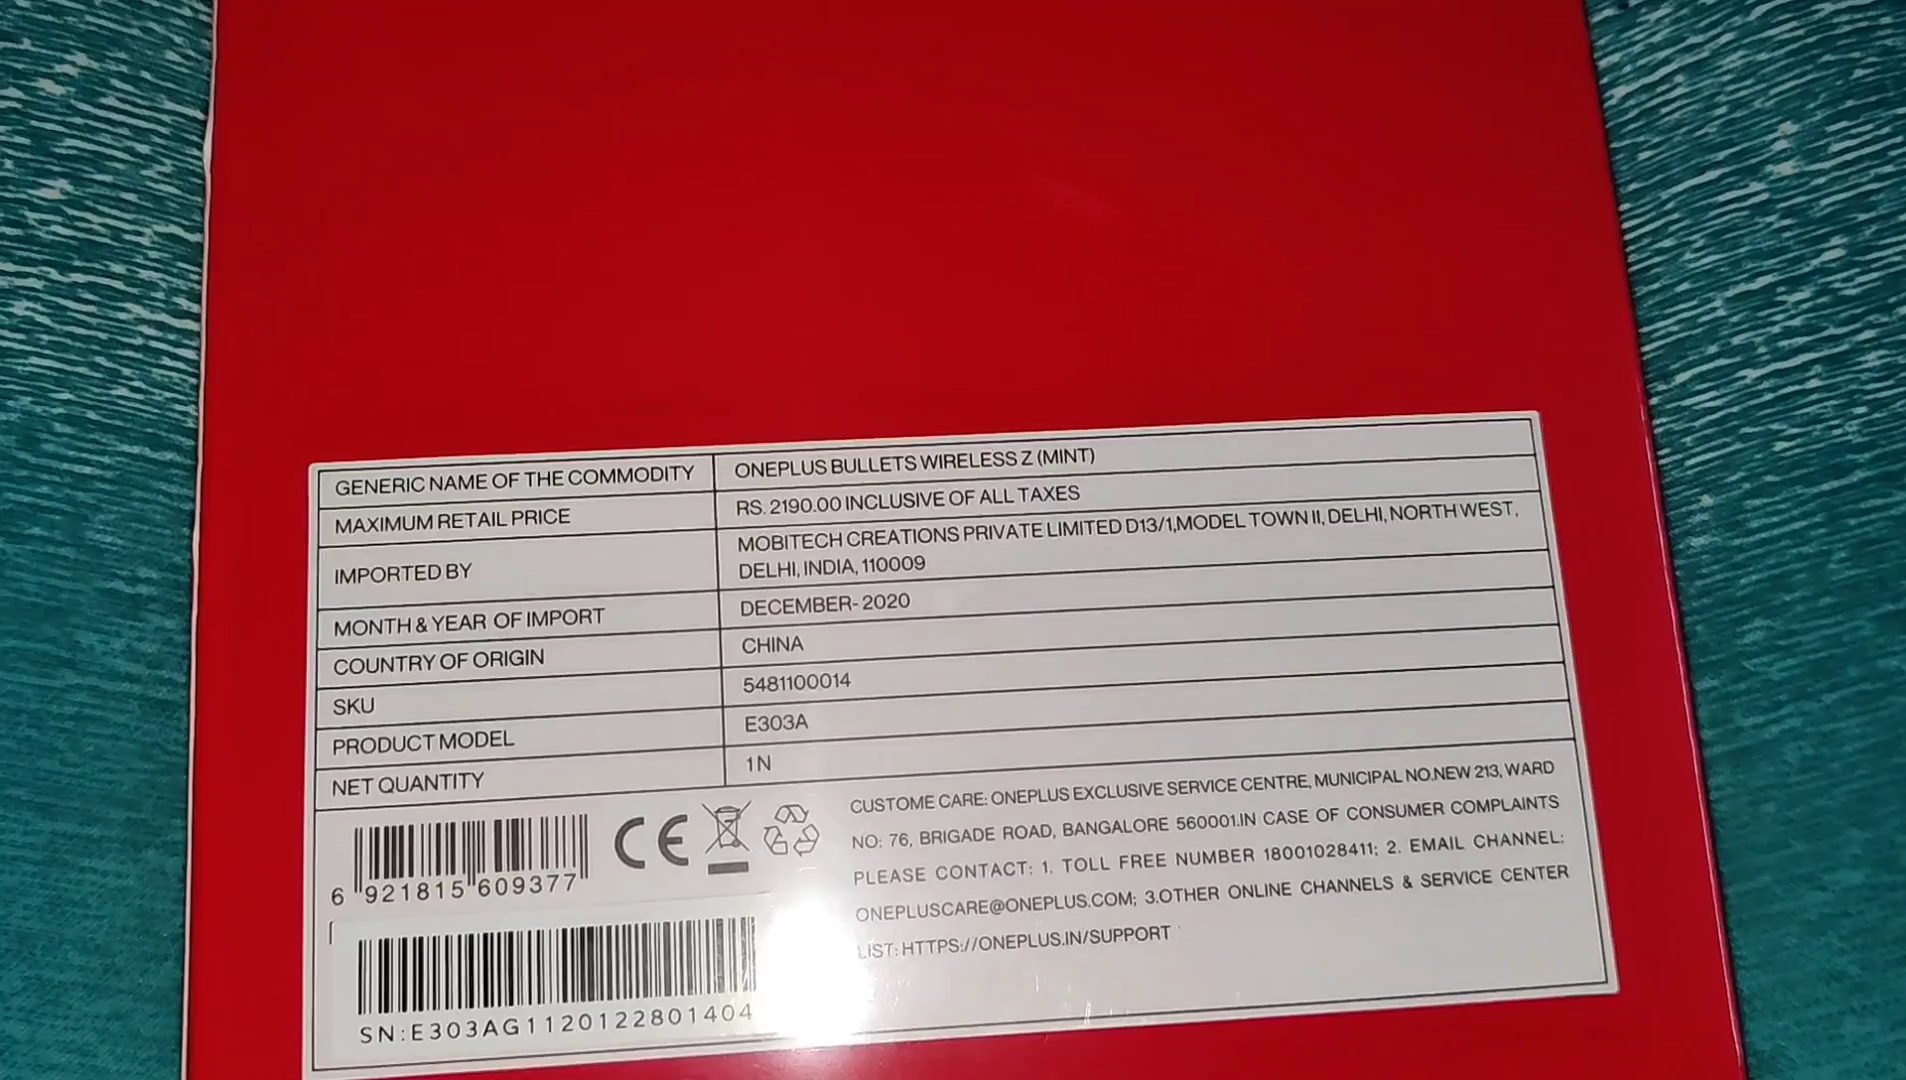 GENERIC NAME OF THE COMMODITY ONEPLUS BULLETS WIRELESS Z (MINT)
MAXIMUM RETAIL PRICE RS. 2190.00 INCLUSIVE OF ALL TAXES
IMPORTED BY MOBITECH CREATIONS PRIVATE LIMITED D13/1,MODEL TOWN II, DELHI, NORTH WEST,
DELHI, INDIA, 110009
MONTH & YEAR OF IMPORT DECEMBER- 2020
COUNTRY OF ORIGIN CHINA
SKU 5481100014
PRODUCT MODEL E303A
NET QUANTITY 1 N
CE
6 921815 609377
SN:E303AG1120122801404
CUSTOME CARE: ONEPLUS EXCLUSIVE SERVICE CENTRE, MUNICIPAL NO.NEW 213, WARD
NO: 76, BRIGADE ROAD, BANGALORE 560001.IN CASE OF CONSUMER COMPLAINTS
PLEASE CONTACT: 1. TOLL FREE NUMBER 18001028411; 2. EMAIL CHANNEL:
ONEPLUSCARE@ONEPLUS.COM; 3.OTHER ONLINE CHANNELS & SERVICE CENTER
LIST: HTTPS://ONEPLUS.IN/SUPPORT